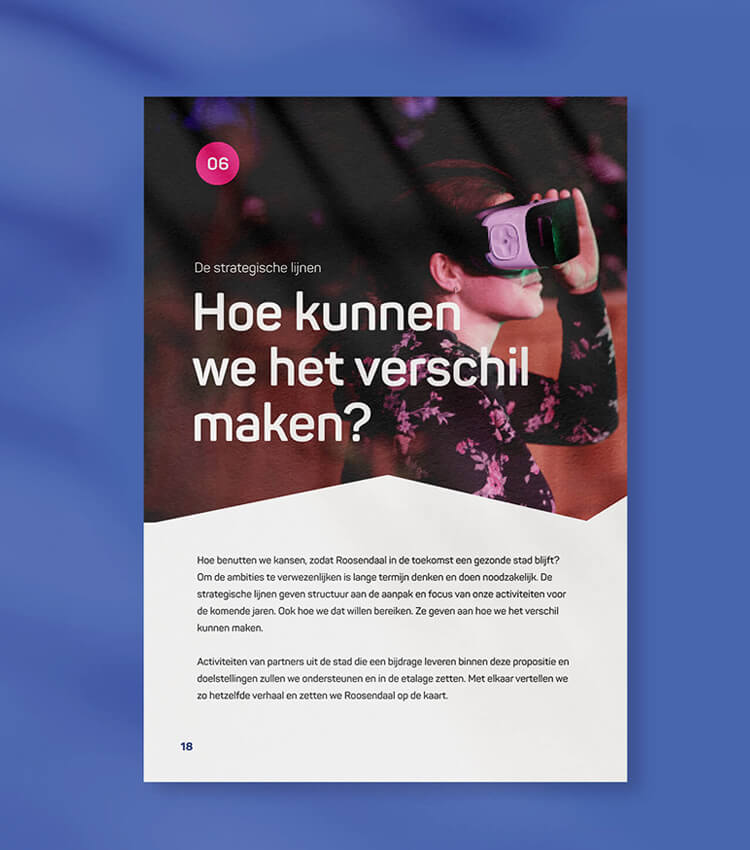 06
De strategische lijnen
Hoe kunnen
we het verschil
maken?
Hoe benutten we kansen, zodat Roosendaal in de toekomst een gezonde stad blijft?
Om de ambities te verwezenlijken is lange termijn denken en doen noodzakelijk. De
strategische lijnen geven structuur aan de aanpak en focus van onze activiteiten voor
de komende jaren. Ook hoe we dat willen bereiken. Ze geven aan hoe we het verschil
kunnen maken.
Activiteiten van partners uit de stad die een bijdrage leveren binnen deze propositie en
doelstellingen zullen we ondersteunen en in de etalage zetten. Met elkaar vertellen we
zo hetzelfde verhaal en zetten we Roosendaal op de kaart.
18